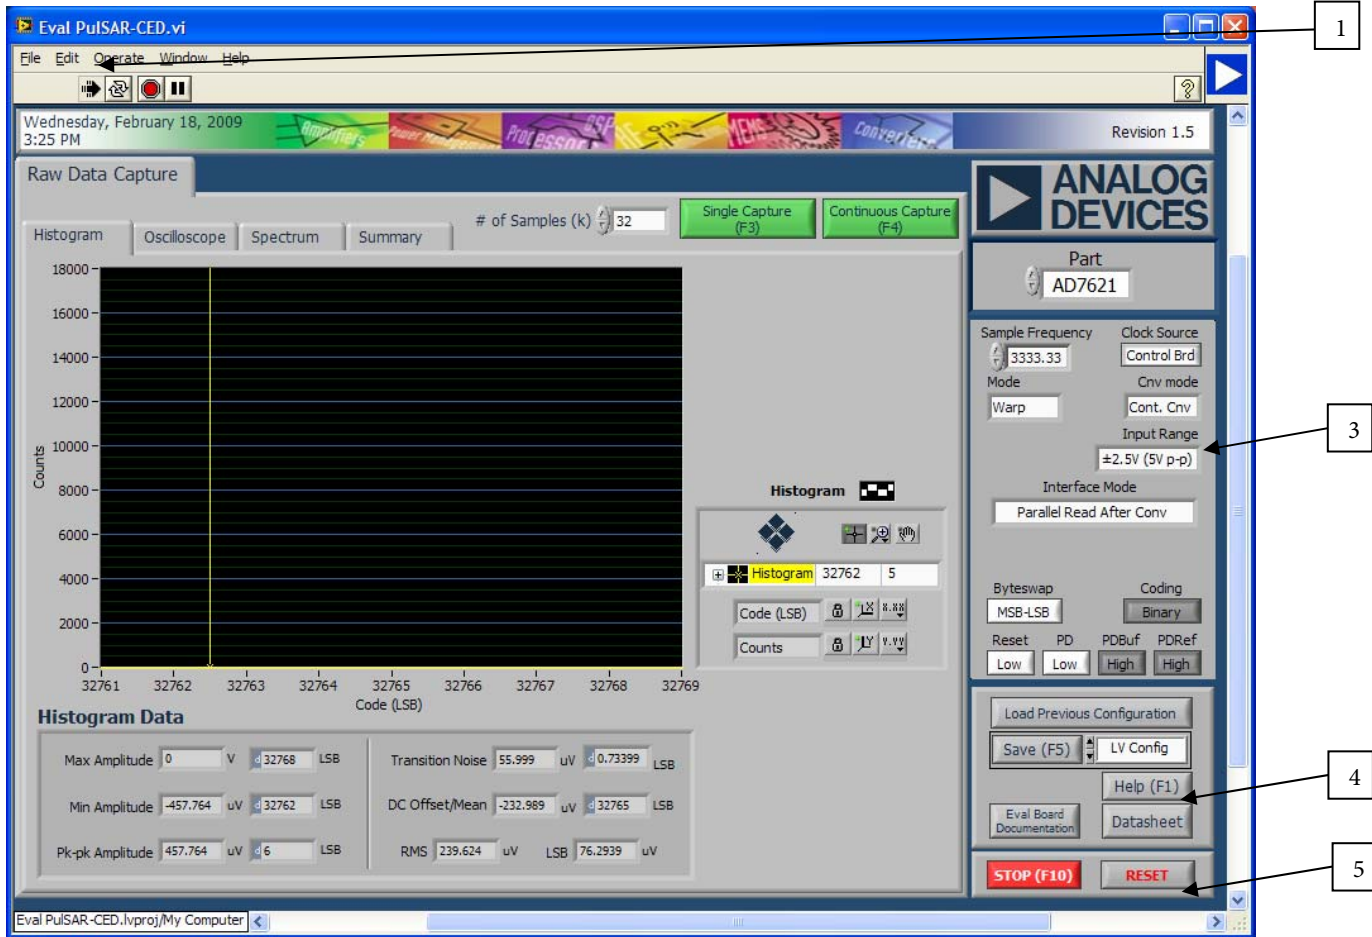 Eval PulSAR-CED.vi
1
File Edit Operate Window Help
?
Wednesday, February 18, 2009
3:25 PM
Amplifiers Power Management Processors DSP RF MEMS Converters
Revision 1.5
Raw Data Capture
ANALOG
DEVICES
# of Samples (k) 32
Single Capture
(F3)
Continuous Capture
(F4)
Histogram Oscilloscope Spectrum Summary
Part
AD7621
18000
16000
14000
12000
10000
8000
6000
4000
2000
0
Counts
32761 32762 32763 32764 32765 32766 32767 32768 32769
Code (LSB)
Histogram
Histogram 32762 5
Code (LSB) X X.XX
Counts Y Y.YY
Sample Frequency Clock Source
3333.33 Control Brd
Mode Cnv mode
Warp Cont. Cnv
Input Range
±2.5V (5V p-p)
3
Interface Mode
Parallel Read After Conv
Byteswap Coding
MSB-LSB Binary
Reset PD PDBuf PDRef
Low Low High High
Histogram Data
Max Amplitude 0 V d 32768 LSB
Transition Noise 55.999 uV d 0.73399 LSB
Min Amplitude -457.764 uV d 32762 LSB
DC Offset/Mean -232.989 uV d 32765 LSB
Pk-pk Amplitude 457.764 uV d 6 LSB
RMS 239.624 uV LSB 76.2939 uV
Load Previous Configuration
Save (F5) LV Config
Help (F1)
4
Eval Board
Documentation
Datasheet
STOP (F10) RESET
5
Eval PulSAR-CED.lvproj/My Computer